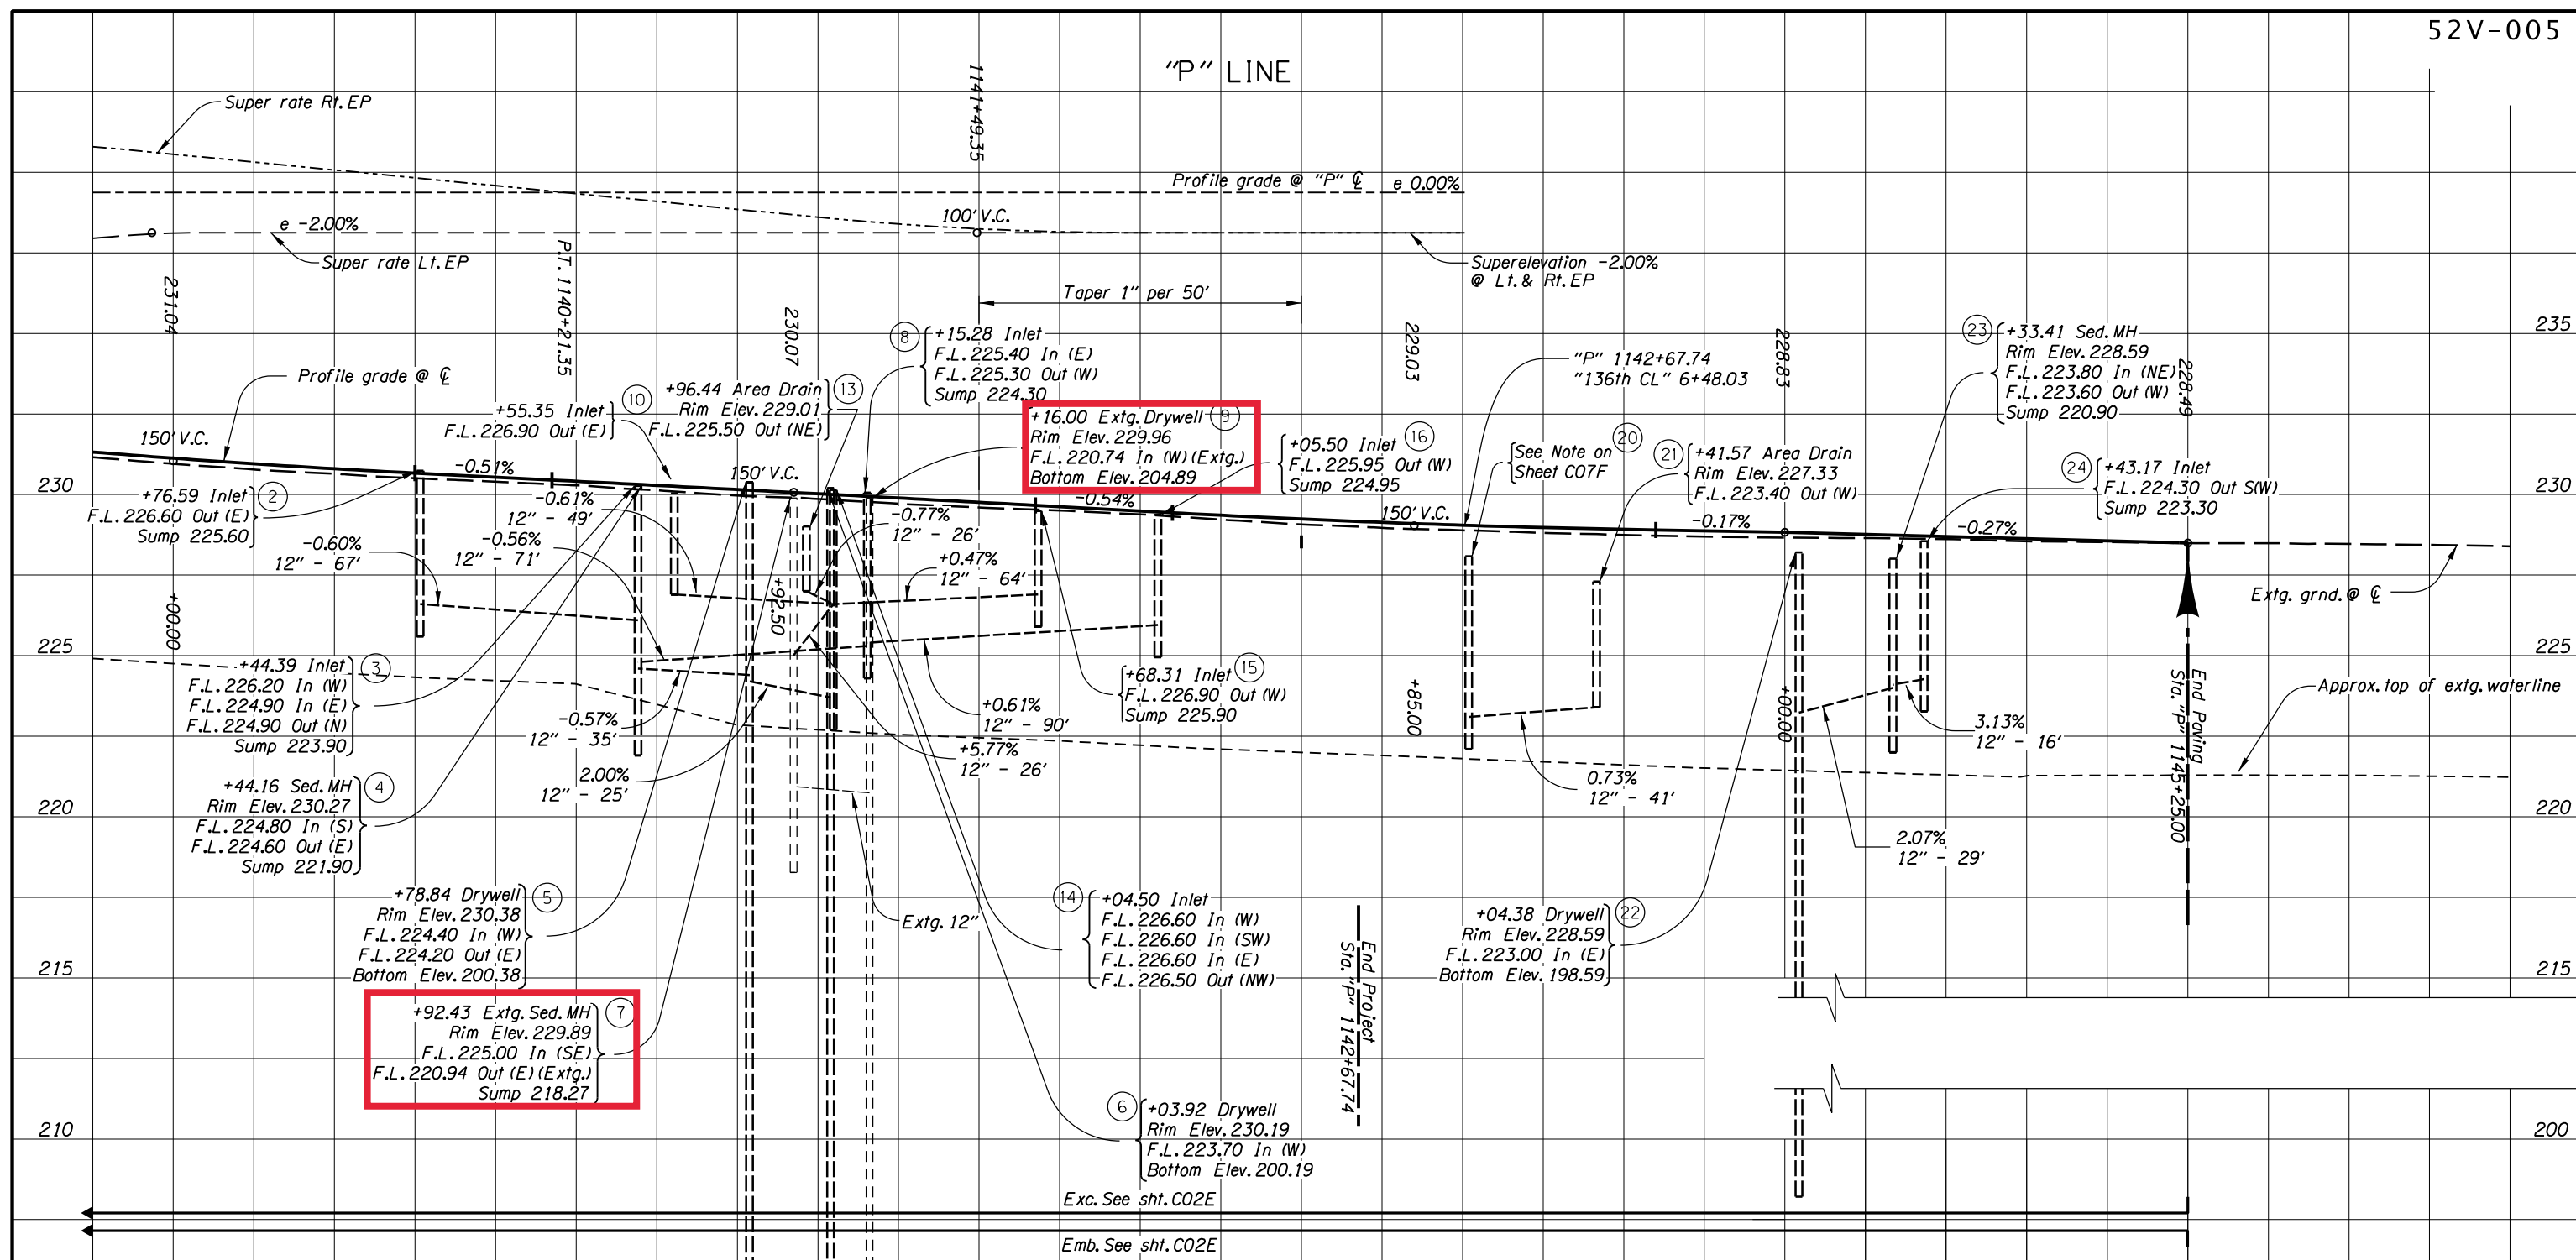 52V-005
"P" LINE
Super rate Rt. EP
1141+49.35
Profile grade @ "P" ℄ e 0.00%
100' V.C.
e -2.00%
Super rate Lt. EP
P.T. 1140+21.35
Superelevation -2.00%
@ Lt. & Rt. EP
Taper 1" per 50'
231.04
230.07
229.03
228.83
228.49
235
235
Profile grade @ ℄
"P" 1142+67.74
"136th CL" 6+48.03
8
+15.28 Inlet
F.L. 225.40 In (E)
F.L. 225.30 Out (W)
Sump 224.30
23
+33.41 Sed. MH
Rim Elev. 228.59
F.L. 223.80 In (NE)
F.L. 223.60 Out (W)
Sump 220.90
10
+55.35 Inlet
F.L. 226.90 Out (E)
13
+96.44 Area Drain
Rim Elev. 229.01
F.L. 225.50 Out (NE)
9
+16.00 Extg. Drywell
Rim Elev. 229.96
F.L. 220.74 In (W) (Extg.)
Bottom Elev. 204.89
16
+05.50 Inlet
F.L. 225.95 Out (W)
Sump 224.95
20
See Note on
Sheet C07F
21
+41.57 Area Drain
Rim Elev. 227.33
F.L. 223.40 Out (W)
24
+43.17 Inlet
F.L. 224.30 Out S(W)
Sump 223.30
150' V.C.
-0.51%
150' V.C.
-0.54%
150' V.C.
-0.17%
-0.27%
230
230
2
+76.59 Inlet
F.L. 226.60 Out (E)
Sump 225.60
-0.61%
12" - 49'
-0.77%
12" - 26'
-0.60%
12" - 67'
-0.56%
12" - 71'
+0.47%
12" - 64'
Extg. grnd. @ ℄
+00.00
+92.50
+85.00
+00.00
225
225
3
+44.39 Inlet
F.L. 226.20 In (W)
F.L. 224.90 In (E)
F.L. 224.90 Out (N)
Sump 223.90
15
+68.31 Inlet
F.L. 226.90 Out (W)
Sump 225.90
Approx. top of extg. waterline
End Paving
Sta. "P" 1145+25.00
-0.57%
12" - 35'
+0.61%
12" - 90'
3.13%
12" - 16'
2.00%
12" - 25'
+5.77%
12" - 26'
0.73%
12" - 41'
4
+44.16 Sed. MH
Rim Elev. 230.27
F.L. 224.80 In (S)
F.L. 224.60 Out (E)
Sump 221.90
220
220
2.07%
12" - 29'
5
+78.84 Drywell
Rim Elev. 230.38
F.L. 224.40 In (W)
F.L. 224.20 Out (E)
Bottom Elev. 200.38
Extg. 12"
14
+04.50 Inlet
F.L. 226.60 In (W)
F.L. 226.60 In (SW)
F.L. 226.60 In (E)
F.L. 226.50 Out (NW)
End Project
Sta. "P" 1142+67.74
22
+04.38 Drywell
Rim Elev. 228.59
F.L. 223.00 In (E)
Bottom Elev. 198.59
215
215
7
+92.43 Extg. Sed. MH
Rim Elev. 229.89
F.L. 225.00 In (SE)
F.L. 220.94 Out (E) (Extg.)
Sump 218.27
6
+03.92 Drywell
Rim Elev. 230.19
F.L. 223.70 In (W)
Bottom Elev. 200.19
210
200
Exc. See sht. C02E
Emb. See sht. C02E